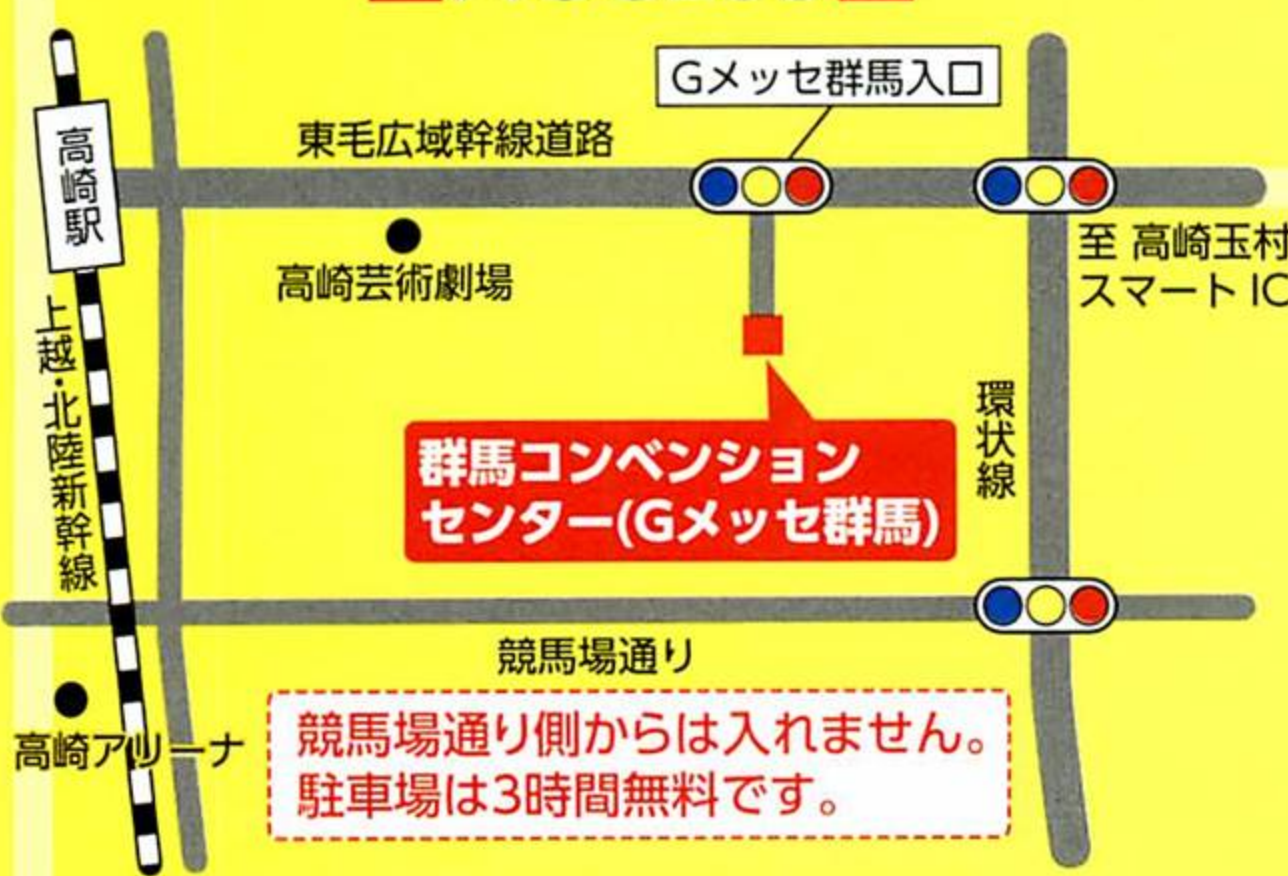 Gメッセ群馬入口
東毛広域幹線道路
高崎駅
高崎芸術劇場
至 高崎玉村
スマート IC
上越・北陸新幹線
環状線
群馬コンベンション
センター(Gメッセ群馬)
競馬場通り
高崎アリーナ
競馬場通り側からは入れません。
駐車場は3時間無料です。